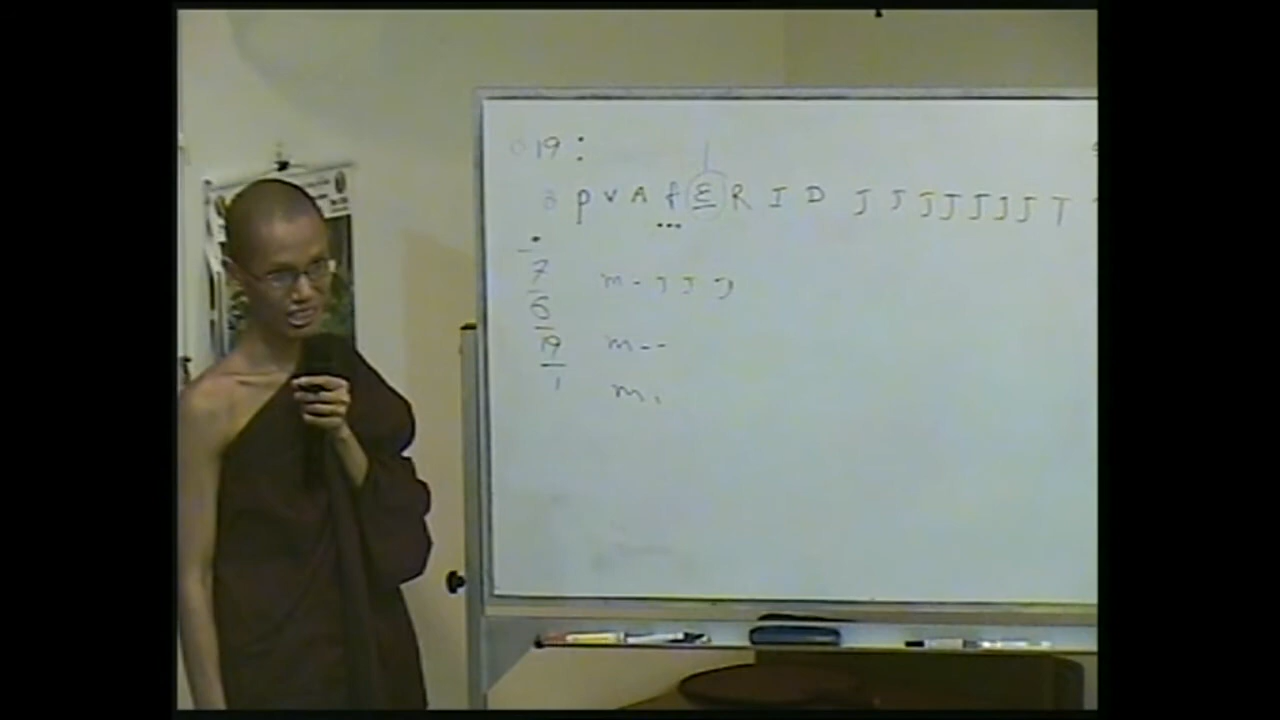 19 :
P V A f E R I D J J J J J J J T
7 m - J J J
6
19 m - -
1 m .